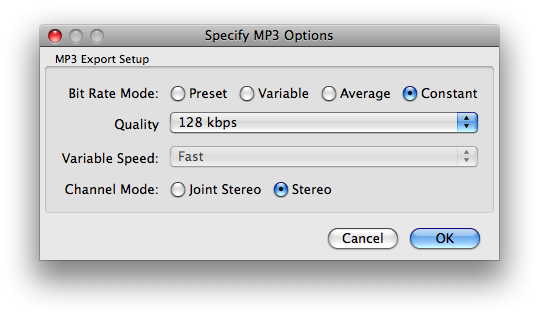 Specify MP3 Options
MP3 Export Setup
Bit Rate Mode: Preset Variable Average Constant
Quality 128 kbps
Variable Speed: Fast
Channel Mode: Joint Stereo Stereo
Cancel OK